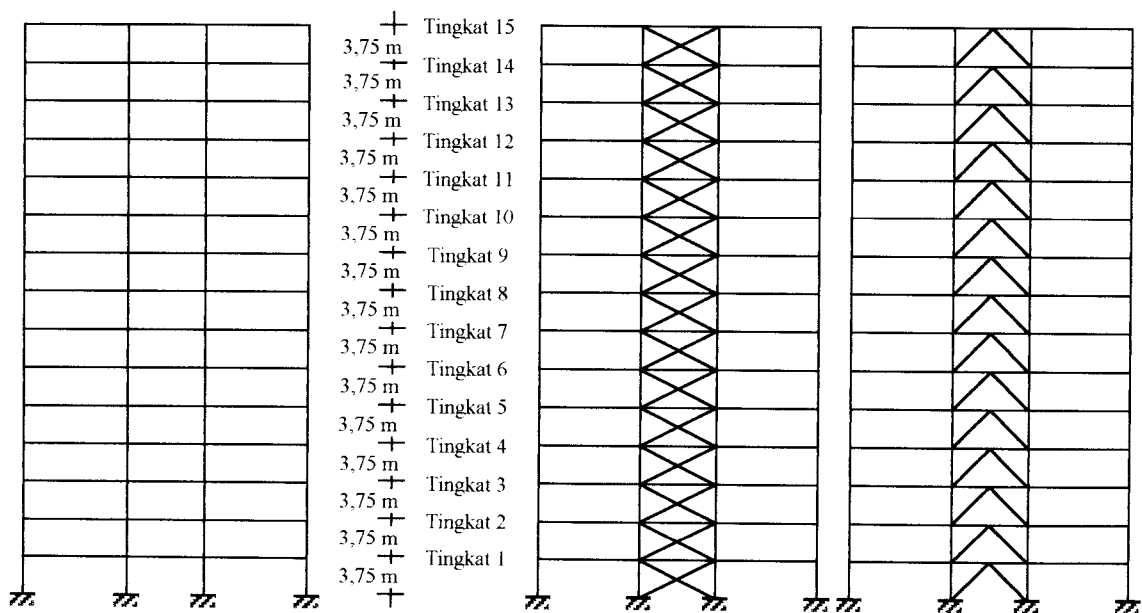 Tingkat 15
3,75 m
Tingkat 14
3,75 m
Tingkat 13
3,75 m
Tingkat 12
3,75 m
Tingkat 11
3,75 m
Tingkat 10
3,75 m
Tingkat 9
3,75 m
Tingkat 8
3,75 m
Tingkat 7
3,75 m
Tingkat 6
3,75 m
Tingkat 5
3,75 m
Tingkat 4
3,75 m
Tingkat 3
3,75 m
Tingkat 2
3,75 m
Tingkat 1
3,75 m